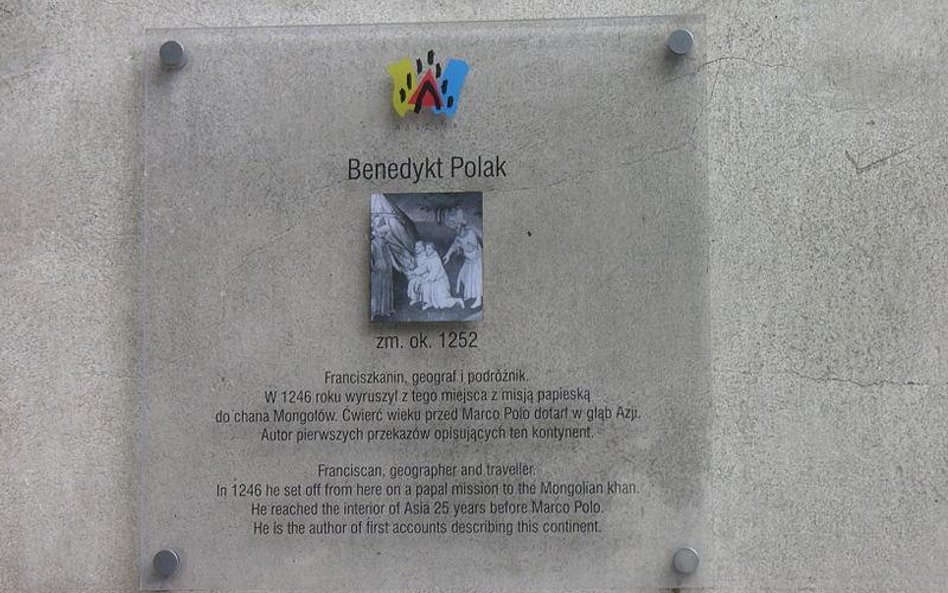 Benedykt Polak
zm. ok. 1252
Franciszkanin, geograf i podróżnik.
W 1246 roku wyruszył z tego miejsca z misją papieską
do chana Mongołów. Ćwierć wieku przed Marco Polo dotarł w głąb Azji.
Autor pierwszych przekazów opisujących ten kontynent.
Franciscan, geographer and traveller.
In 1246 he set off from here on a papal mission to the Mongolian khan.
He reached the interior of Asia 25 years before Marco Polo.
He is the author of first accounts describing this continent.